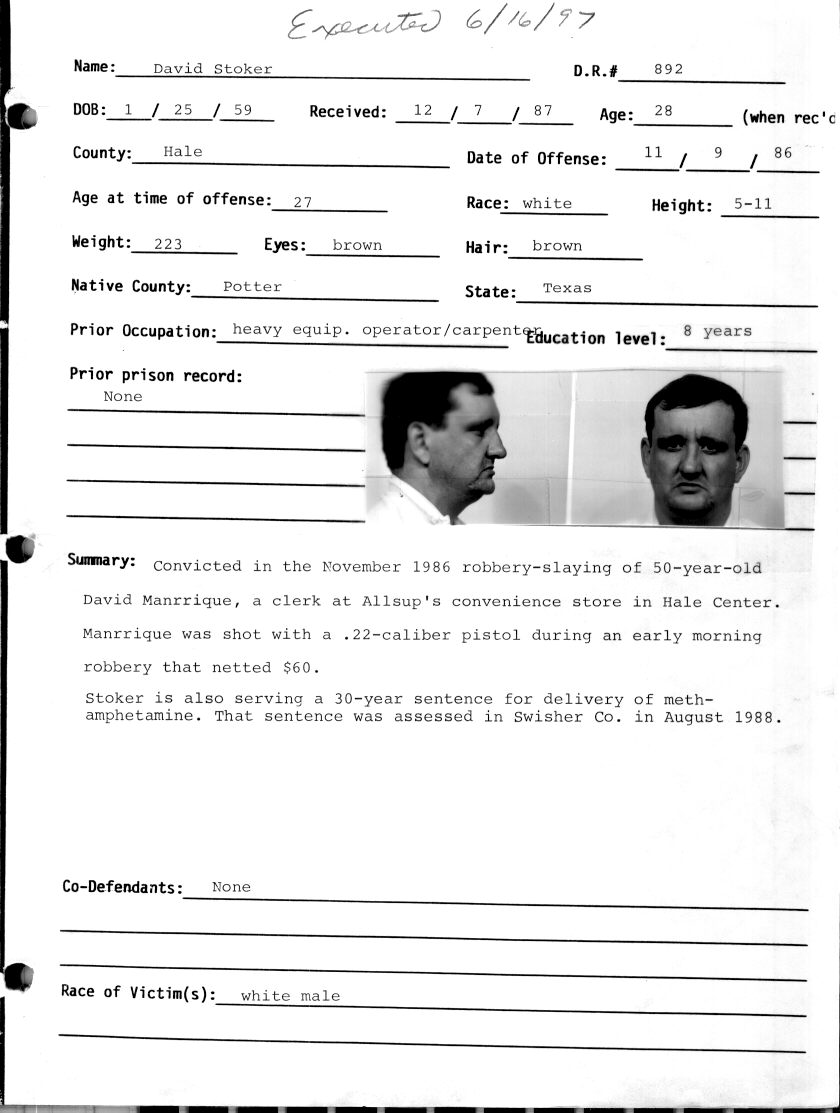 Executed 6/16/97
Name: David Stoker D.R.# 892
DOB: 1 / 25 / 59 Received: 12 / 7 / 87 Age: 28 (when rec'd
County: Hale Date of Offense: 11 / 9 / 86
Age at time of offense: 27 Race: white Height: 5-11
Weight: 223 Eyes: brown Hair: brown
Native County: Potter State: Texas
Prior Occupation: heavy equip. operator/carpenter Education level: 8 years
Prior prison record:
None
Summary: Convicted in the November 1986 robbery-slaying of 50-year-old
David Manrrique, a clerk at Allsup's convenience store in Hale Center.
Manrrique was shot with a .22-caliber pistol during an early morning
robbery that netted $60.
Stoker is also serving a 30-year sentence for delivery of meth-
amphetamine. That sentence was assessed in Swisher Co. in August 1988.
Co-Defendants: None
Race of Victim(s): white male